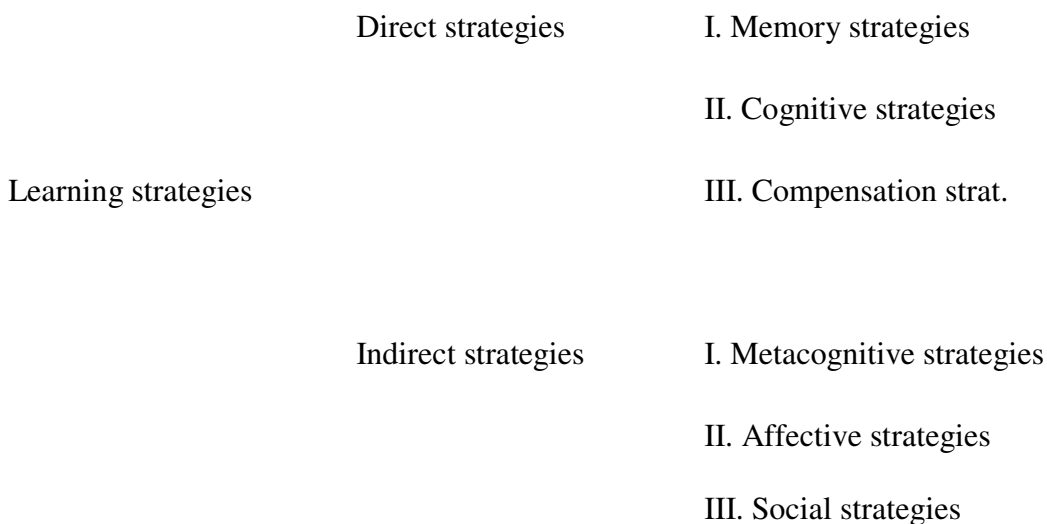 Direct strategies I. Memory strategies
II. Cognitive strategies
Learning strategies III. Compensation strat.
Indirect strategies I. Metacognitive strategies
II. Affective strategies
III. Social strategies